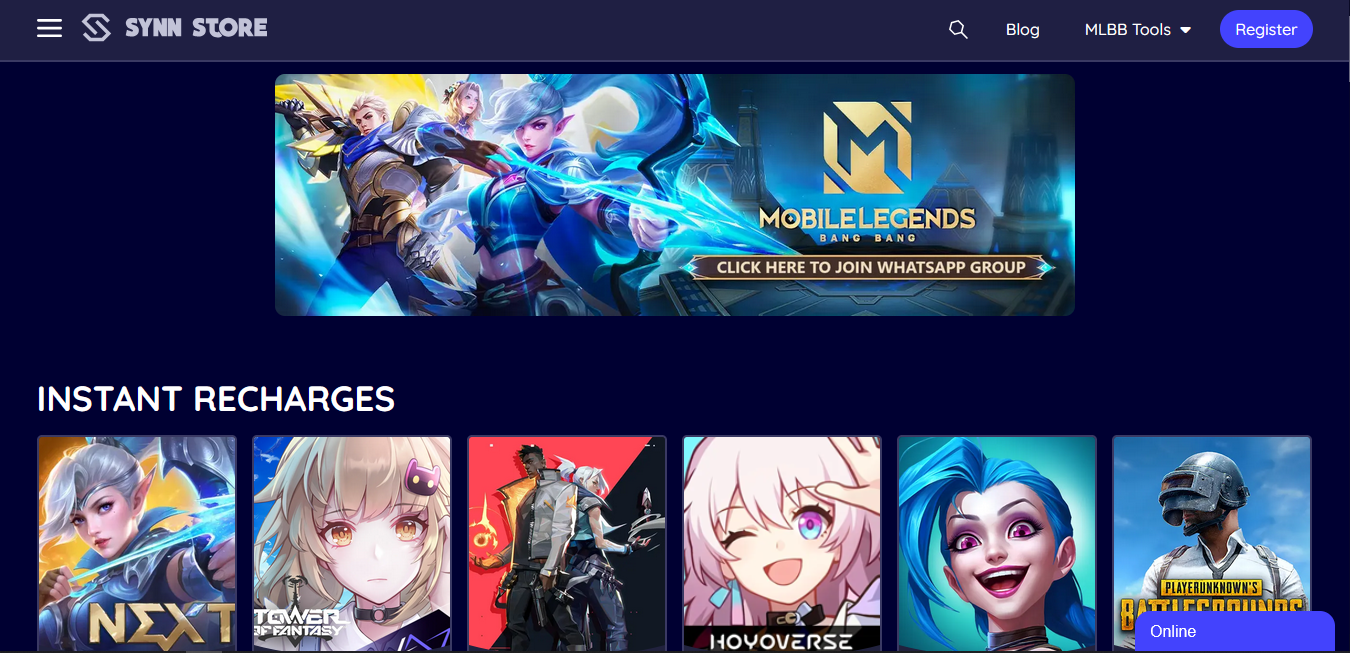 SYNN STORE
Blog
MLBB Tools
Register
MOBILE LEGENDS
BANG BANG
CLICK HERE TO JOIN WHATSAPP GROUP
INSTANT RECHARGES
NEXT
TOWER
OF FANTASY
HOYOVERSE
PLAYERUNKNOWN'S
BATTLEGROUNDS
Online